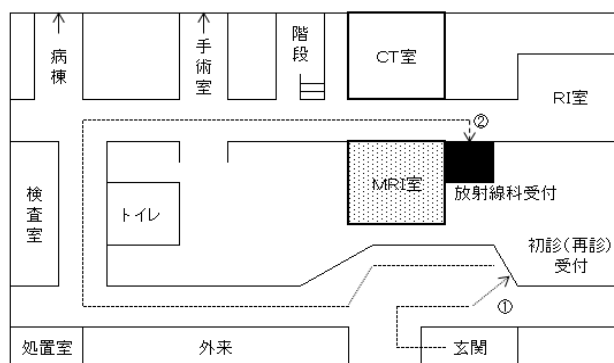 病棟
手術室
階段
CT室
RI室
②
MRI室
放射線科受付
検査室
トイレ
初診(再診)
受付
①
処置室
外来
玄関